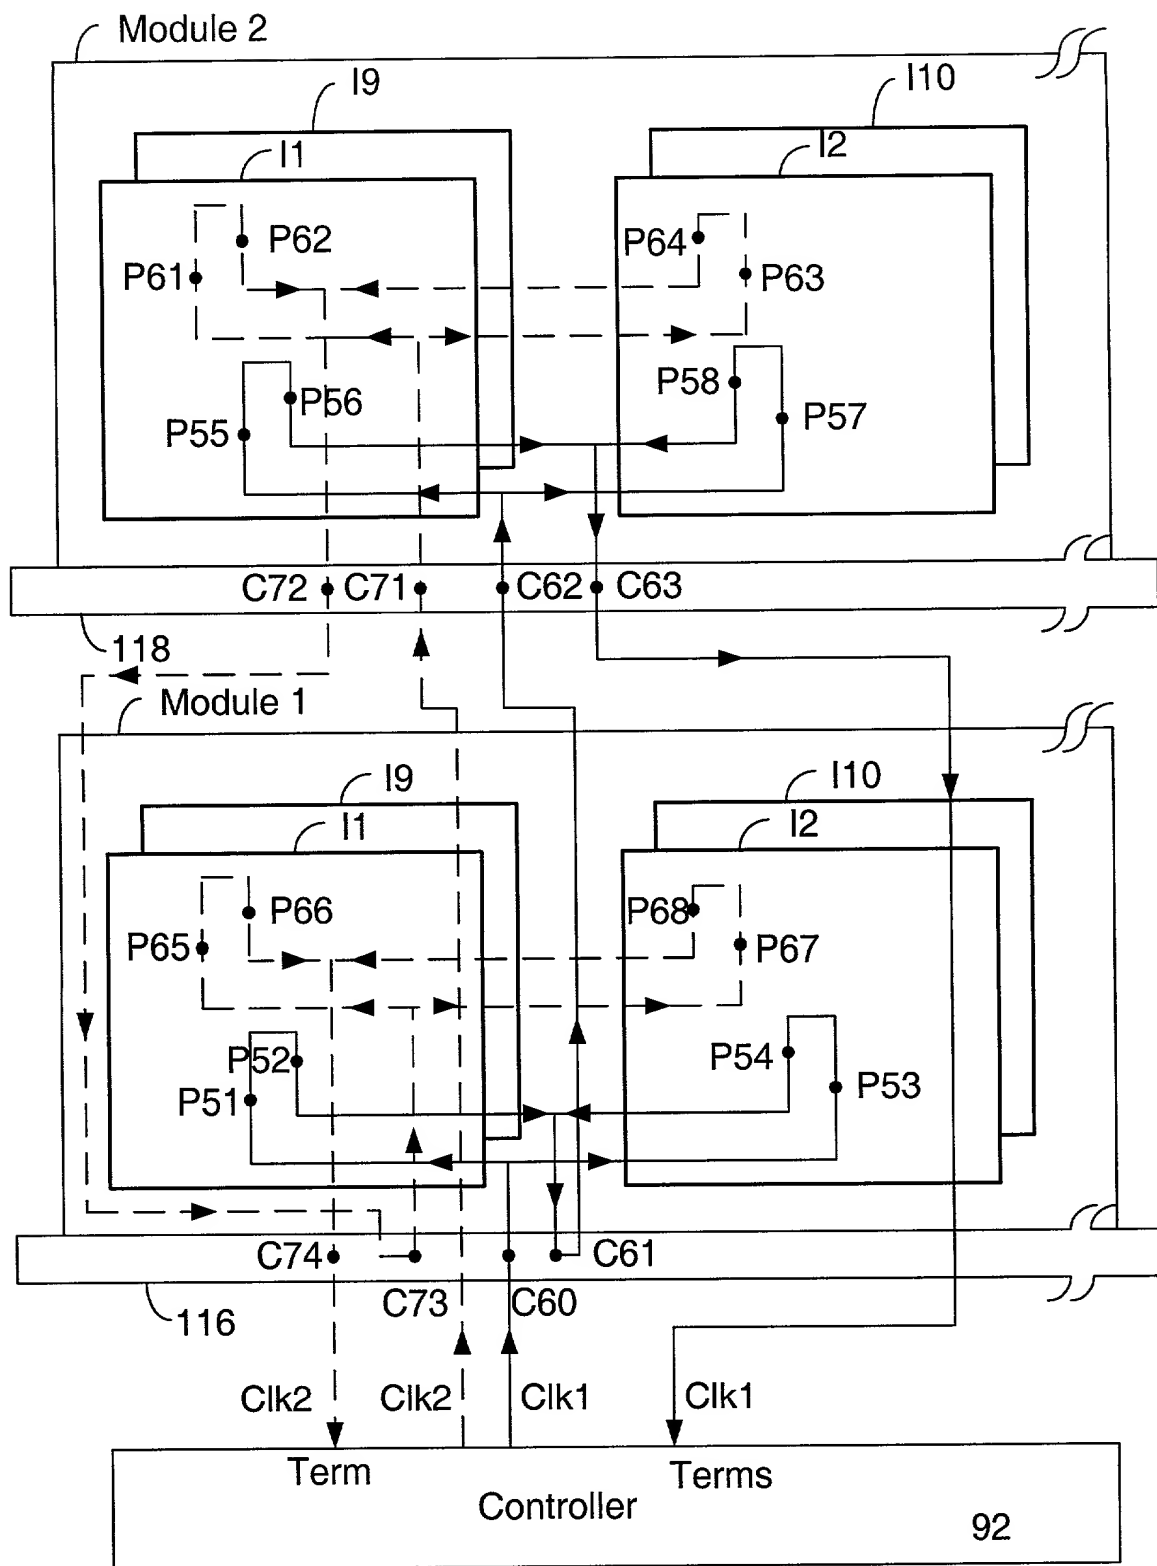 Module 2
I9
I10
I1
I2
P62
P64
P61
P63
P58
P56
P57
P55
C72
C71
C62
C63
118
Module 1
I9
I10
I1
I2
P66
P68
P65
P67
P52
P54
P51
P53
C74
C61
C73
C60
116
Clk2
Clk2
Clk1
Clk1
Term
Terms
Controller
92